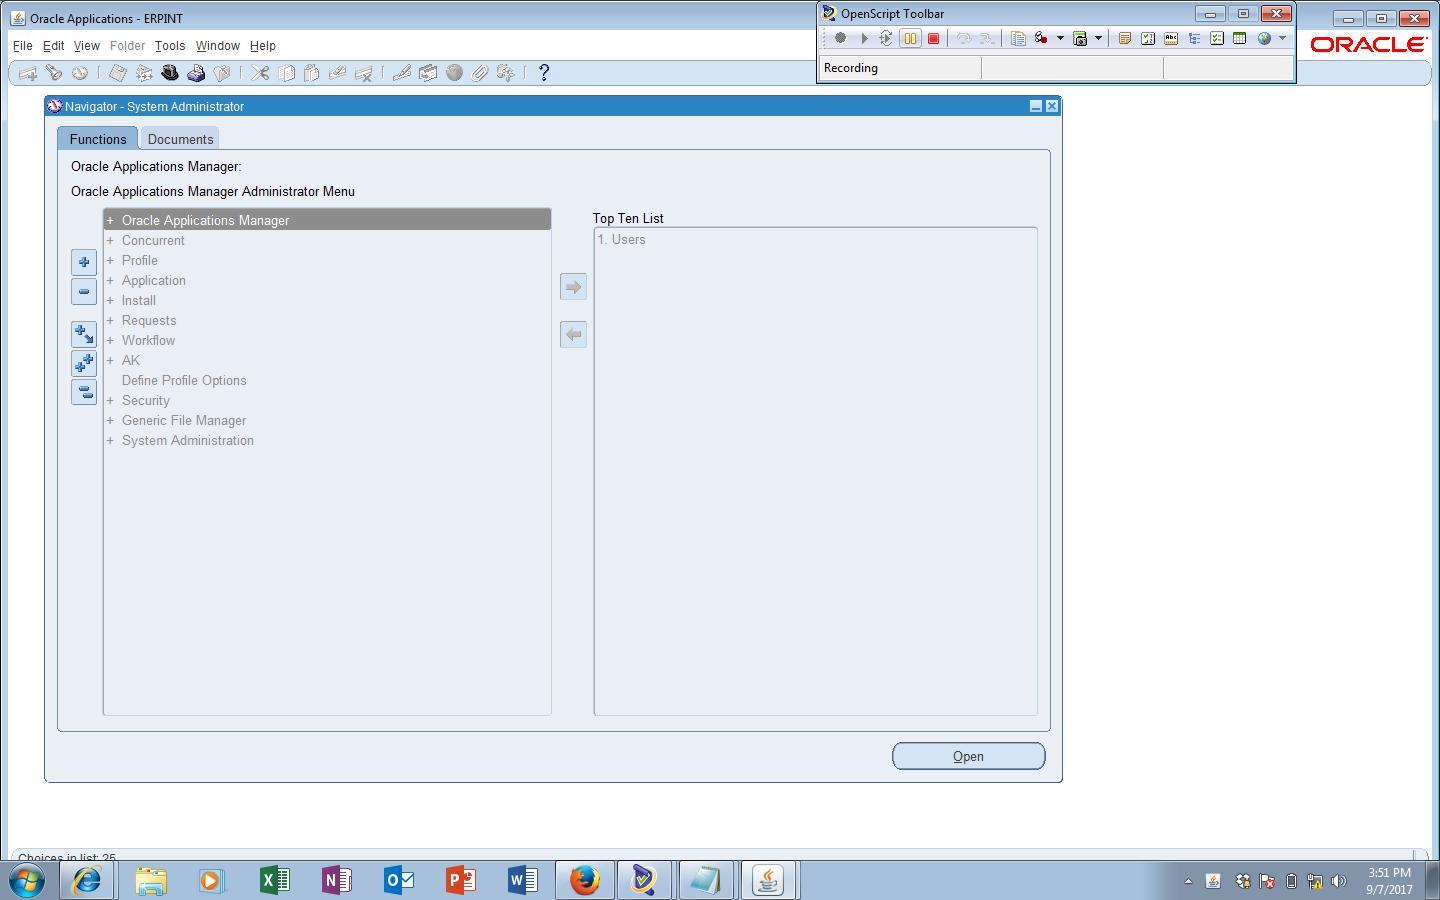 Oracle Applications - ERPINT
OpenScript Toolbar
File Edit View Folder Tools Window Help
ORACLE
Recording
Navigator - System Administrator
Functions Documents
Oracle Applications Manager:
Oracle Applications Manager Administrator Menu
+ Oracle Applications Manager
+ Concurrent
+ Profile
+ Application
+ Install
+ Requests
+ Workflow
+ AK
Define Profile Options
+ Security
+ Generic File Manager
+ System Administration
Top Ten List
1. Users
Open
Choices in list: 25
3:51 PM
9/7/2017